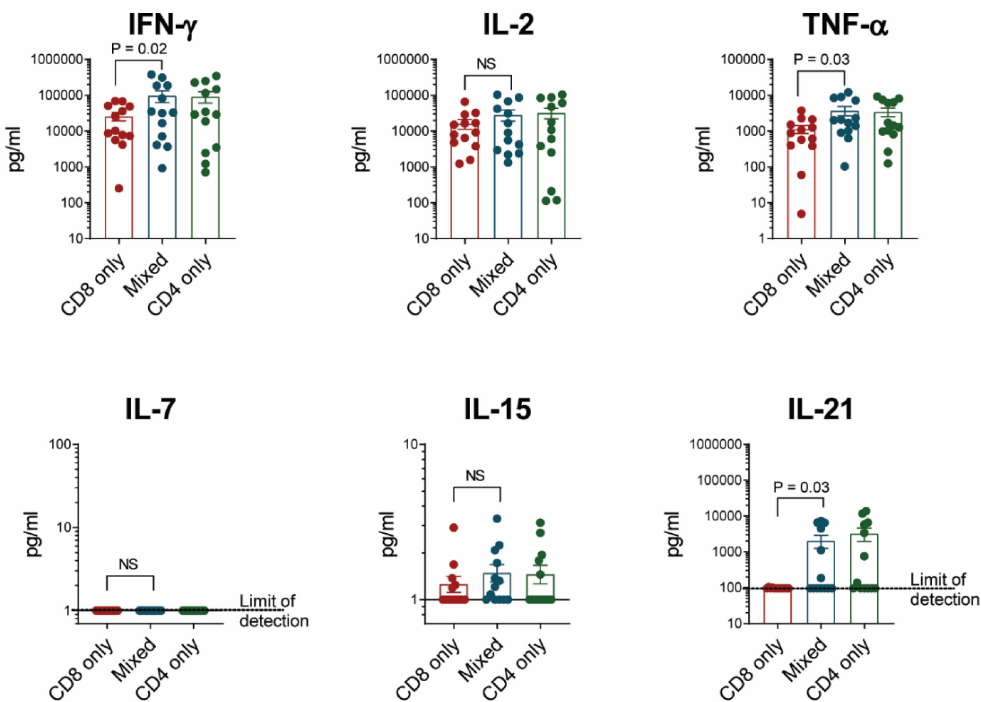 IFN-γ
P = 0.02
1000000
100000
10000
1000
100
10
pg/ml
CD8 only
Mixed
CD4 only
IL-2
NS
1000000
100000
10000
1000
100
10
pg/ml
CD8 only
Mixed
CD4 only
TNF-α
P = 0.03
1000000
100000
10000
1000
100
10
1
pg/ml
CD8 only
Mixed
CD4 only
IL-7
100
10
1
pg/ml
NS
Limit of
detection
CD8 only
Mixed
CD4 only
IL-15
10
1
pg/ml
NS
CD8 only
Mixed
CD4 only
IL-21
1000000
100000
10000
1000
100
10
pg/ml
P = 0.03
Limit of
detection
CD8 only
Mixed
CD4 only